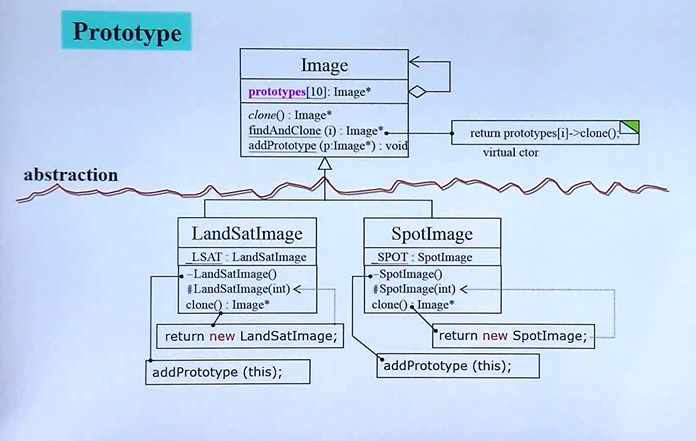 Prototype
Image
prototypes[10]: Image*
clone() : Image*
findAndClone (i) : Image*
addPrototype (p:Image*) : void
return prototypes[i]->clone();
virtual ctor
abstraction
LandSatImage
_LSAT : LandSatImage
-LandSatImage()
#LandSatImage(int)
clone() : Image*
return new LandSatImage;
addPrototype (this);
SpotImage
_SPOT : SpotImage
-SpotImage()
#SpotImage(int)
clone() : Image*
return new SpotImage;
addPrototype (this);